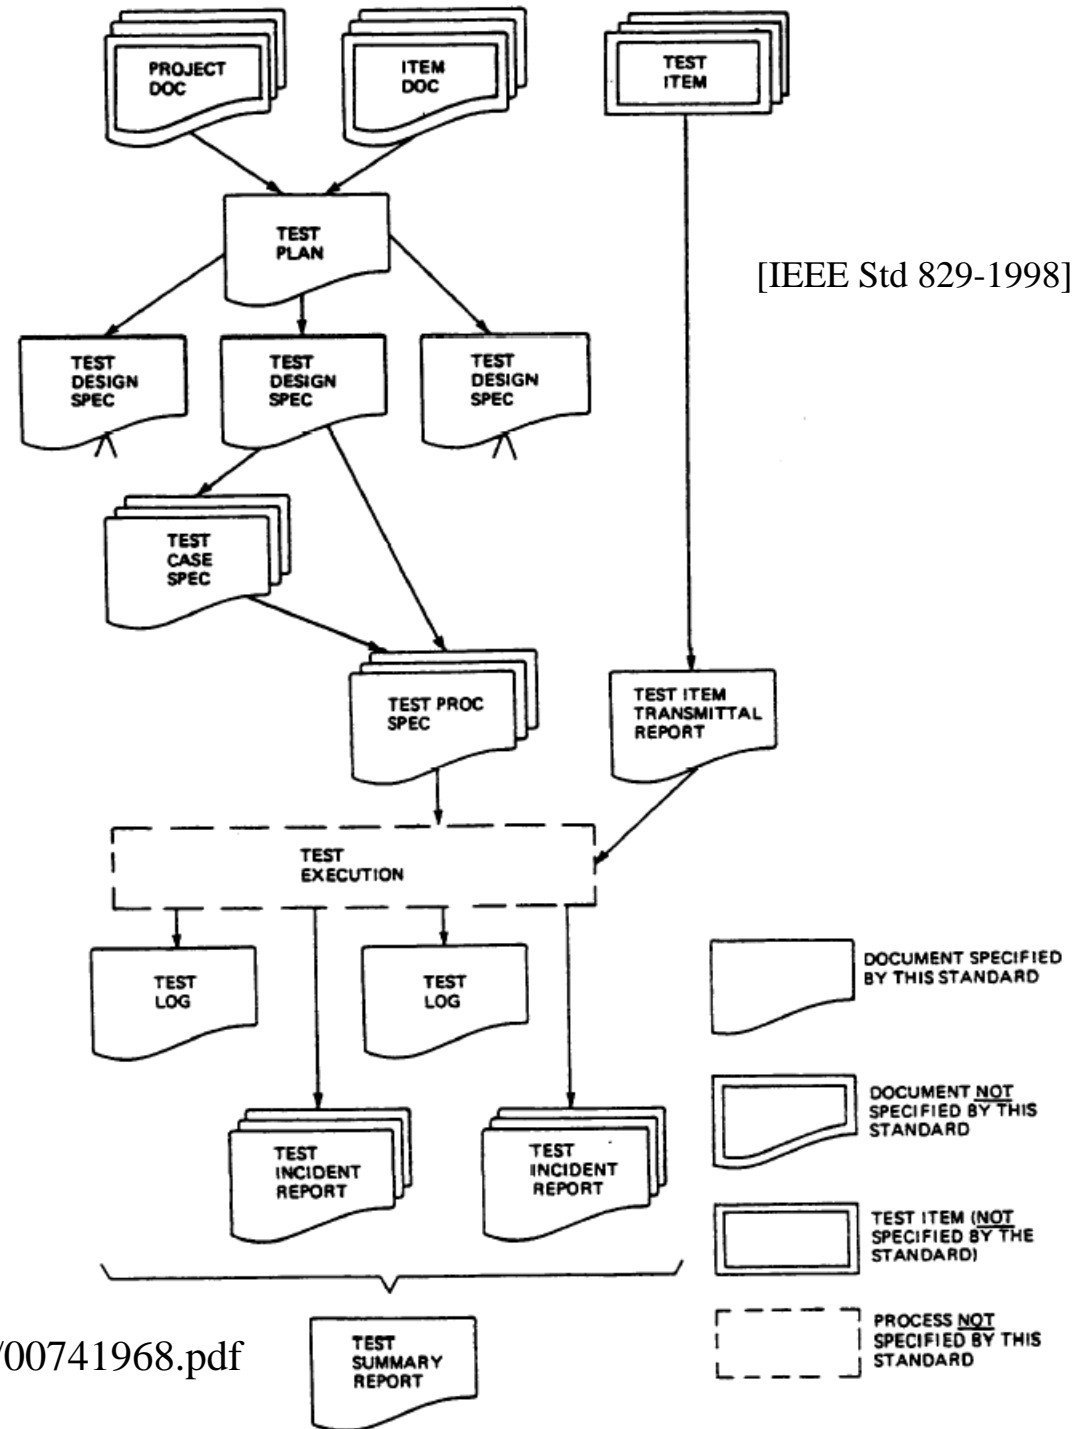 PROJECT
DOC
ITEM
DOC
TEST
ITEM
TEST
PLAN
[IEEE Std 829-1998]
TEST
DESIGN
SPEC
TEST
DESIGN
SPEC
TEST
DESIGN
SPEC
TEST
CASE
SPEC
TEST PROC
SPEC
TEST ITEM
TRANSMITTAL
REPORT
TEST
EXECUTION
TEST
LOG
TEST
LOG
DOCUMENT SPECIFIED
BY THIS STANDARD
DOCUMENT NOT
SPECIFIED BY THIS
STANDARD
TEST
INCIDENT
REPORT
TEST
INCIDENT
REPORT
TEST ITEM (NOT
SPECIFIED BY THE
STANDARD)
PROCESS NOT
SPECIFIED BY THIS
STANDARD
/00741968.pdf
TEST
SUMMARY
REPORT